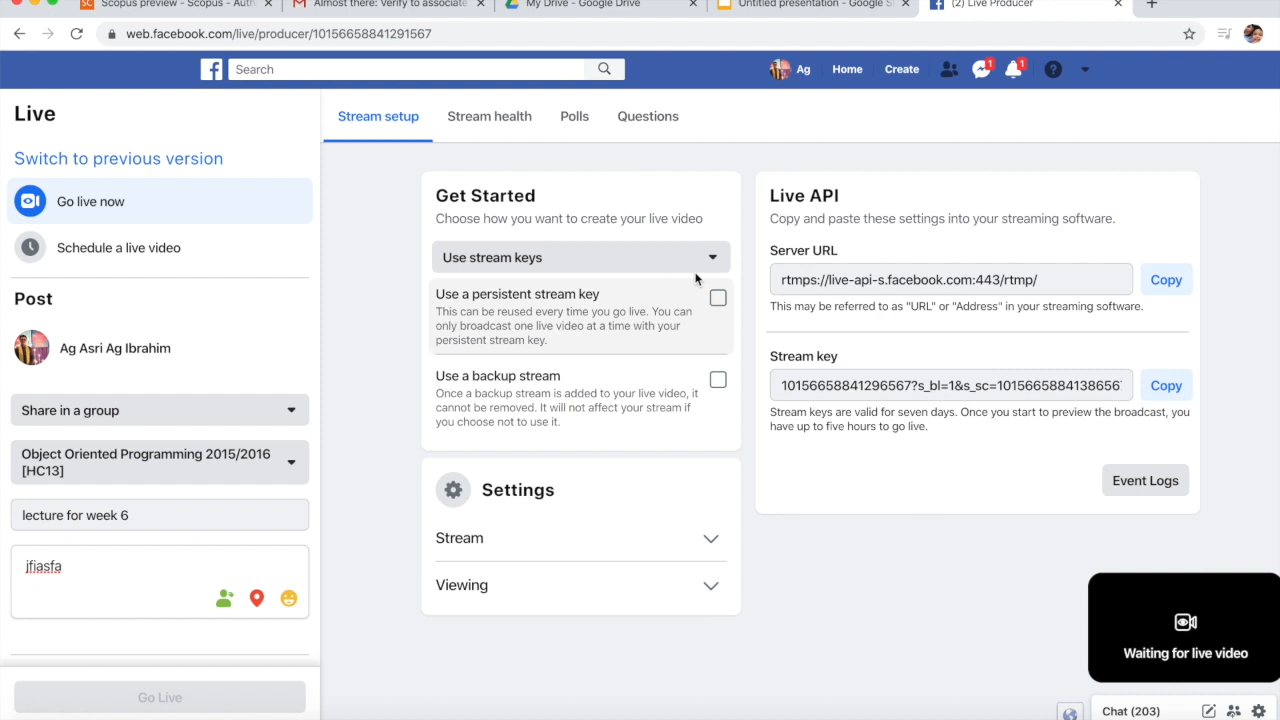 Scopus preview - Scopus - Auth
Almost there: Verify to associate
My Drive - Google Drive
Untitled presentation - Google S
(2) Live Producer
web.facebook.com/live/producer/10156658841291567
Search
Ag
Home
Create
1
1
Live
Switch to previous version
Go live now
Schedule a live video
Post
Ag Asri Ag Ibrahim
Share in a group
Object Oriented Programming 2015/2016
[HC13]
lecture for week 6
jfiasfa
Go Live
Stream setup
Stream health
Polls
Questions
Get Started
Choose how you want to create your live video
Use stream keys
Use a persistent stream key
This can be reused every time you go live. You can
only broadcast one live video at a time with your
persistent stream key.
Use a backup stream
Once a backup stream is added to your live video, it
cannot be removed. It will not affect your stream if
you choose not to use it.
Settings
Stream
Viewing
Live API
Copy and paste these settings into your streaming software.
Server URL
rtmps://live-api-s.facebook.com:443/rtmp/
Copy
This may be referred to as "URL" or "Address" in your streaming software.
Stream key
10156658841296567?s_bl=1&s_sc=1015665884138656
Copy
Stream keys are valid for seven days. Once you start to preview the broadcast, you
have up to five hours to go live.
Event Logs
Waiting for live video
Chat (203)